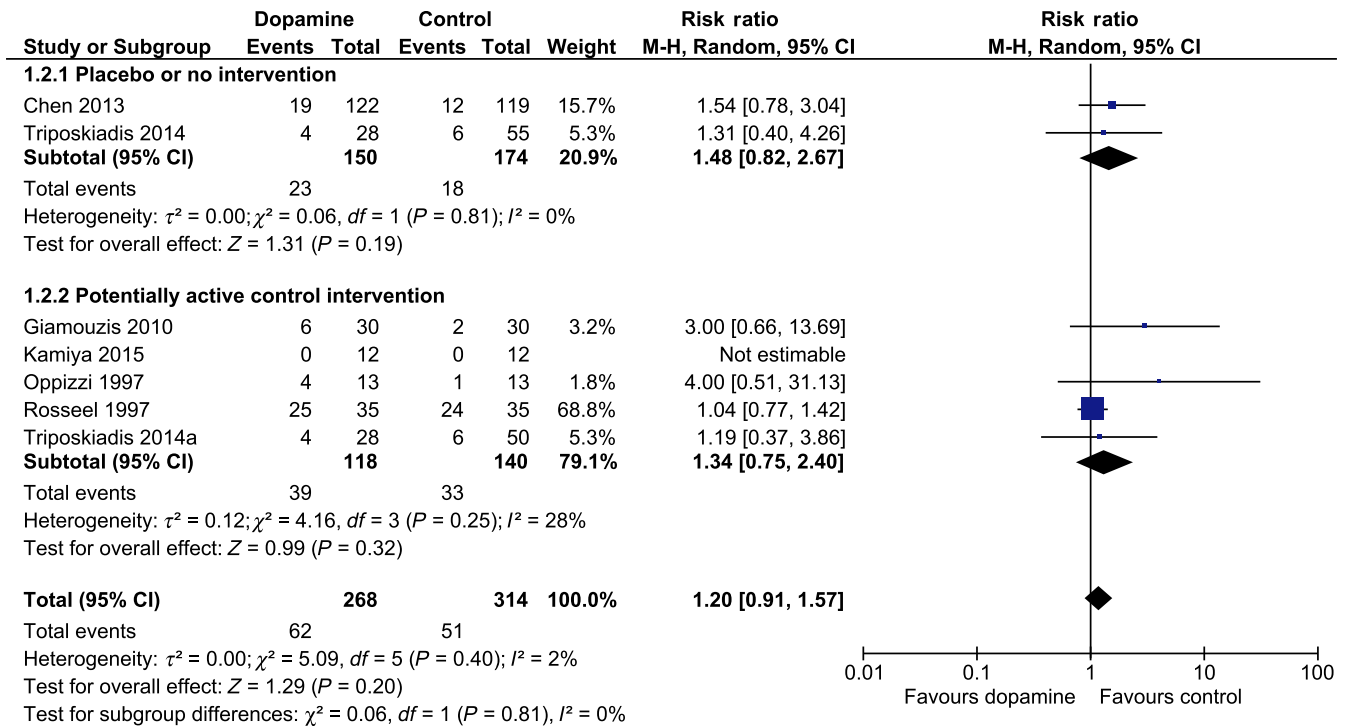 Dopamine Control Risk ratio Risk ratio
Study or Subgroup Events Total Events Total Weight M-H, Random, 95% CI M-H, Random, 95% CI
1.2.1 Placebo or no intervention
Chen 2013 19 122 12 119 15.7% 1.54 [0.78, 3.04]
Triposkiadis 2014 4 28 6 55 5.3% 1.31 [0.40, 4.26]
Subtotal (95% CI) 150 174 20.9% 1.48 [0.82, 2.67]
Total events 23 18
Heterogeneity: τ² = 0.00; χ² = 0.06, df = 1 (P = 0.81); I² = 0%
Test for overall effect: Z = 1.31 (P = 0.19)
1.2.2 Potentially active control intervention
Giamouzis 2010 6 30 2 30 3.2% 3.00 [0.66, 13.69]
Kamiya 2015 0 12 0 12 Not estimable
Oppizzi 1997 4 13 1 13 1.8% 4.00 [0.51, 31.13]
Rosseel 1997 25 35 24 35 68.8% 1.04 [0.77, 1.42]
Triposkiadis 2014a 4 28 6 50 5.3% 1.19 [0.37, 3.86]
Subtotal (95% CI) 118 140 79.1% 1.34 [0.75, 2.40]
Total events 39 33
Heterogeneity: τ² = 0.12; χ² = 4.16, df = 3 (P = 0.25); I² = 28%
Test for overall effect: Z = 0.99 (P = 0.32)
Total (95% CI) 268 314 100.0% 1.20 [0.91, 1.57]
Total events 62 51
Heterogeneity: τ² = 0.00; χ² = 5.09, df = 5 (P = 0.40); I² = 2%
Test for overall effect: Z = 1.29 (P = 0.20)
Test for subgroup differences: χ² = 0.06, df = 1 (P = 0.81), I² = 0%
0.01 0.1 1 10 100
Favours dopamine Favours control